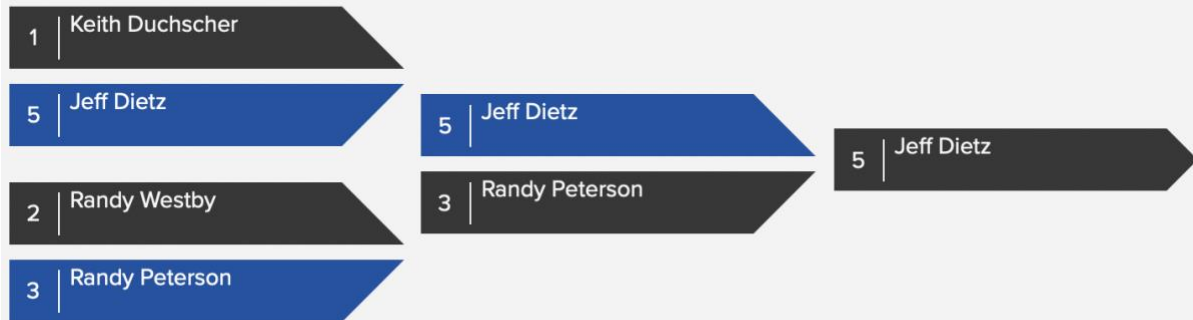 1 Keith Duchscher
5 Jeff Dietz
2 Randy Westby
3 Randy Peterson
5 Jeff Dietz
3 Randy Peterson
5 Jeff Dietz